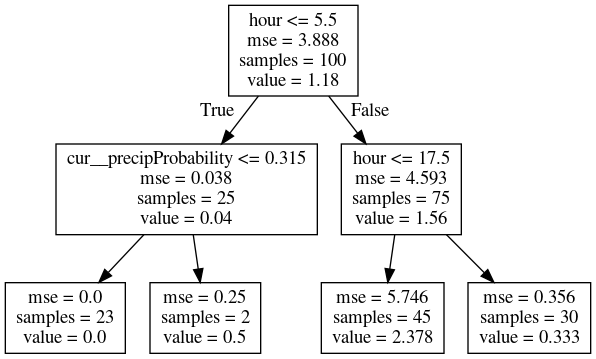 hour <= 5.5
mse = 3.888
samples = 100
value = 1.18
True
False
cur__precipProbability <= 0.315
mse = 0.038
samples = 25
value = 0.04
hour <= 17.5
mse = 4.593
samples = 75
value = 1.56
mse = 0.0
samples = 23
value = 0.0
mse = 0.25
samples = 2
value = 0.5
mse = 5.746
samples = 45
value = 2.378
mse = 0.356
samples = 30
value = 0.333